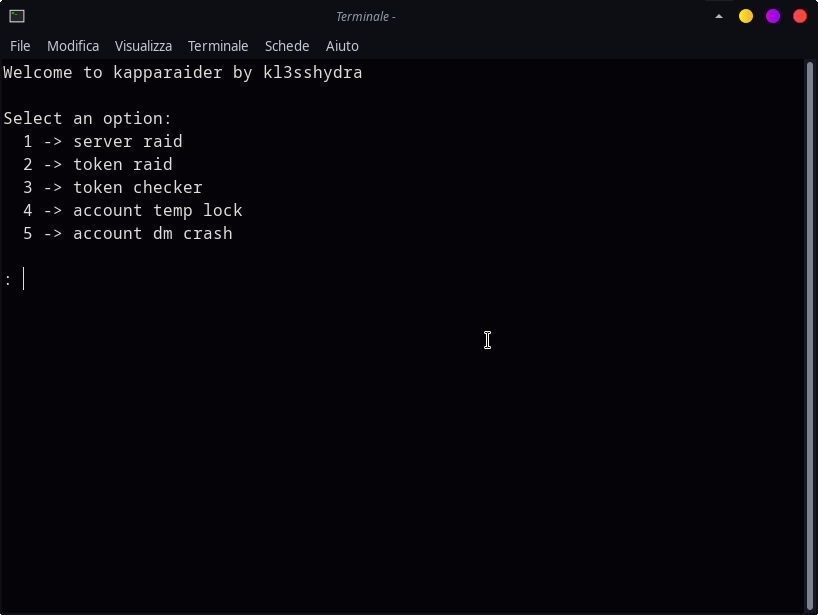 Terminale -
File Modifica Visualizza Terminale Schede Aiuto
Welcome to kapparaider by kl3sshydra
Select an option:
1 -> server raid
2 -> token raid
3 -> token checker
4 -> account temp lock
5 -> account dm crash
: